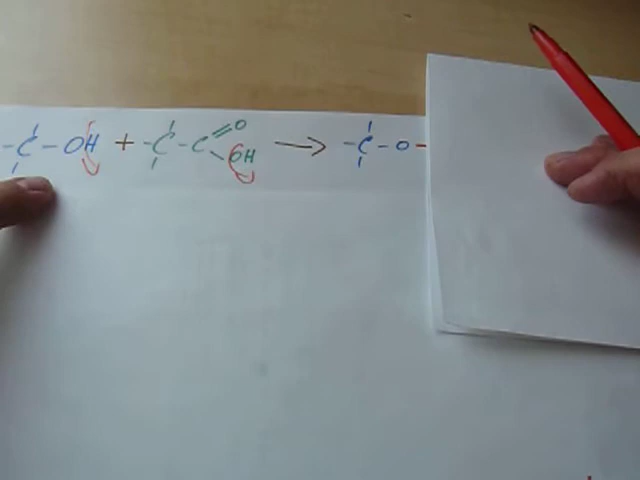 -C-OH + -C-C=O OH → -C-O-